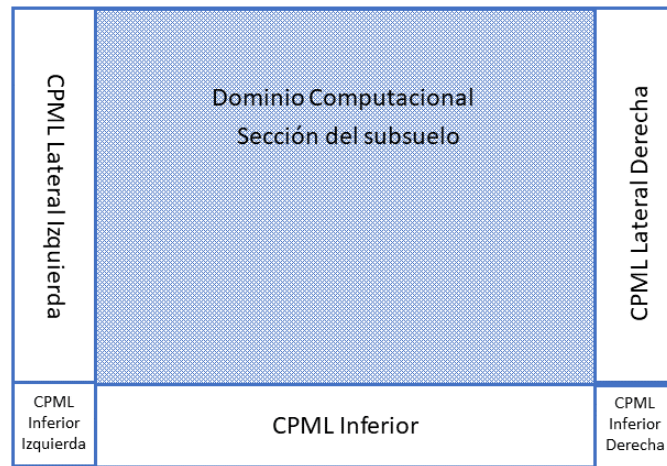 CPML Lateral Izquierda
Dominio Computacional
Sección del subsuelo
CPML Lateral Derecha
CPML
Inferior
Izquierda
CPML Inferior
CPML
Inferior
Derecha